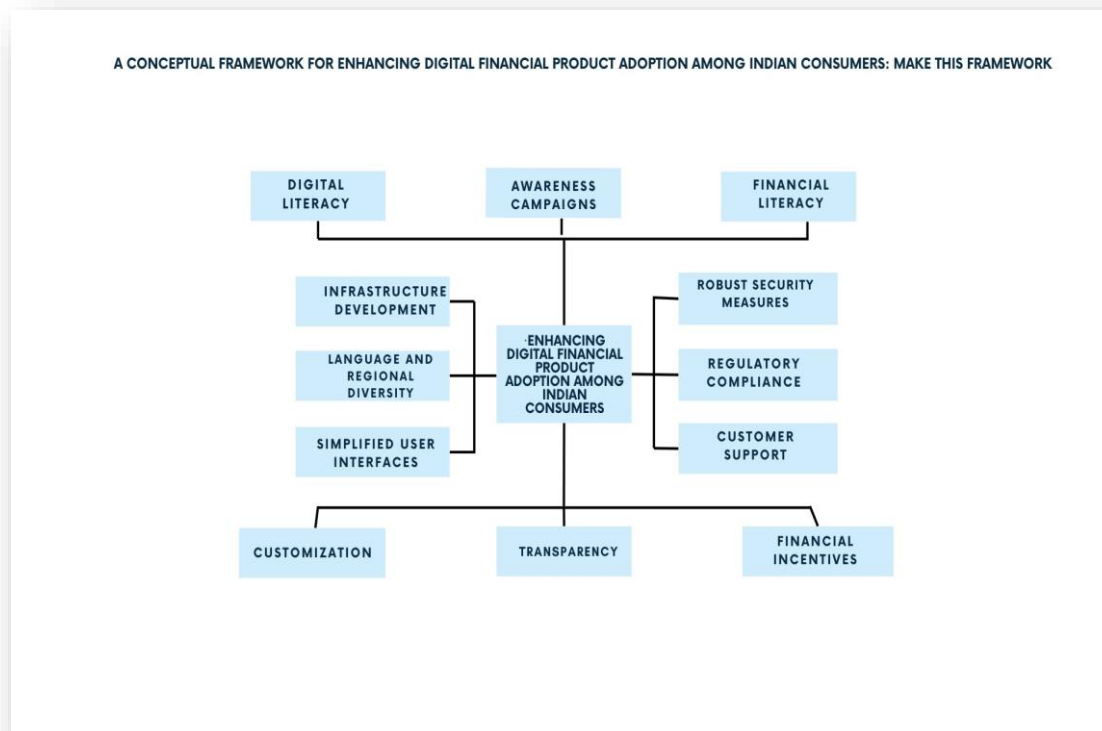 A CONCEPTUAL FRAMEWORK FOR ENHANCING DIGITAL FINANCIAL PRODUCT ADOPTION AMONG INDIAN CONSUMERS: MAKE THIS FRAMEWORK
DIGITAL
LITERACY
AWARENESS
CAMPAIGNS
FINANCIAL
LITERACY
INFRASTRUCTURE
DEVELOPMENT
LANGUAGE AND
REGIONAL
DIVERSITY
SIMPLIFIED USER
INTERFACES
·ENHANCING
DIGITAL FINANCIAL
PRODUCT
ADOPTION AMONG
INDIAN
CONSUMERS
ROBUST SECURITY
MEASURES
REGULATORY
COMPLIANCE
CUSTOMER
SUPPORT
CUSTOMIZATION
TRANSPARENCY
FINANCIAL
INCENTIVES